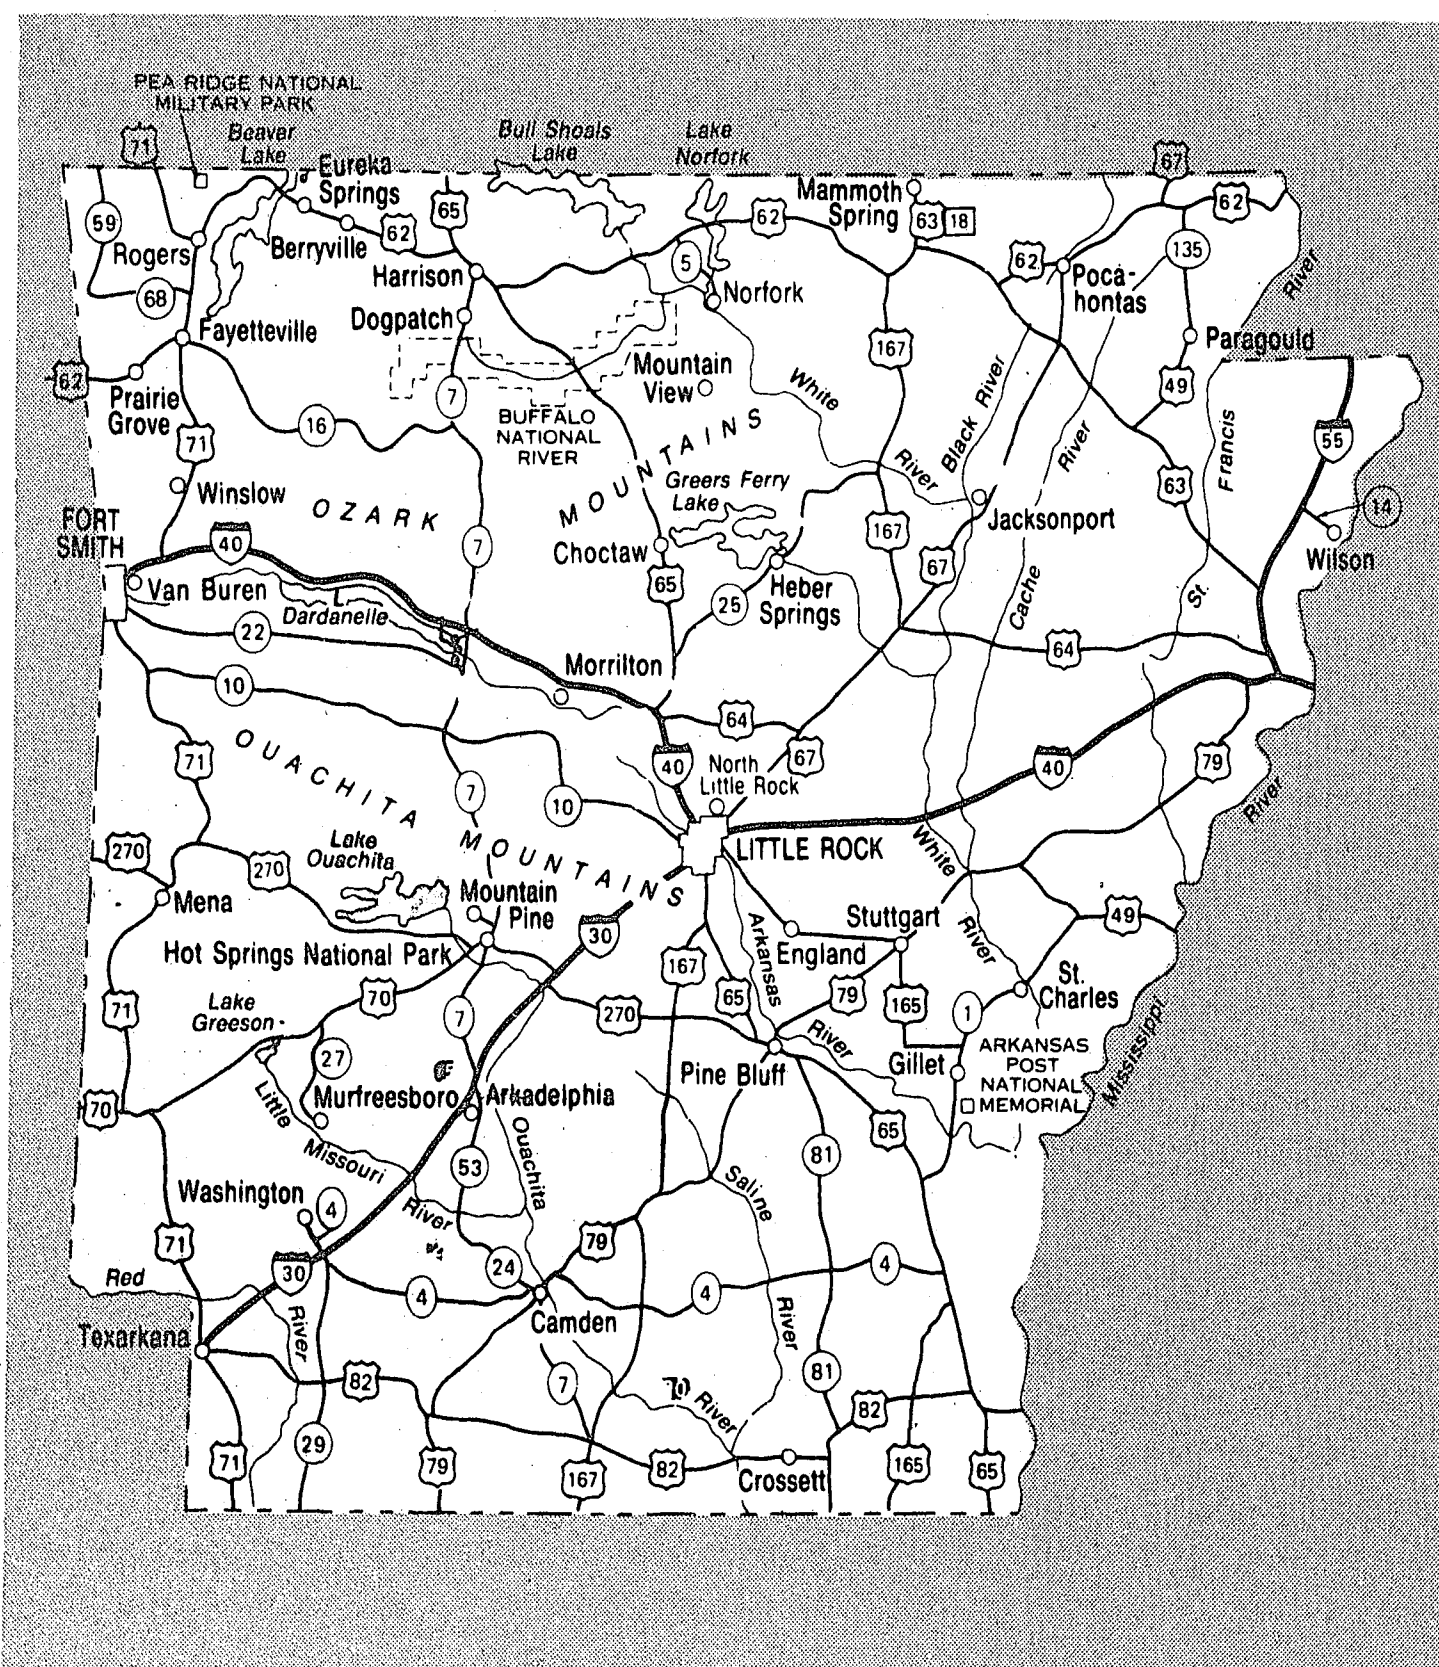 PEA RIDGE NATIONAL
MILITARY PARK
71
Beaver
Lake
Eureka
Springs
Bull Shoals
Lake
Lake
Norfork
67
Mammoth
Spring
63
18
62
59
65
62
62
Rogers
Berryville
135
Harrison
5
62
Poca-
hontas
River
68
Norfork
Dogpatch
Fayetteville
Paragould
167
62
Mountain
View
Prairie
Grove
7
White
49
BUFFALO
NATIONAL
RIVER
16
71
55
MOUNTAINS
River
Black River
River
Francis
Greers Ferry
Lake
63
Winslow
OZARK
14
FORT
SMITH
40
7
Choctaw
167
Jacksonport
Wilson
67
Van Buren
L
Dardanelle
65
25
Heber
Springs
Cache
St.
22
64
10
Morrilton
64
OUACHITA
71
40
North
Little Rock
67
40
79
7
10
River
270
270
Lake
Ouachita
MOUNTAINS
LITTLE ROCK
White
Mena
Mountain
Pine
30
Arkansas
Stuttgart
49
England
River
Hot Springs National Park
167
65
79
165
St.
Charles
71
70
Lake
Greeson-
7
270
1
River
Mississippi
27
Gillet
ARKANSAS
POST
NATIONAL
MEMORIAL
Pine Bluff
70
Little
Murfreesboro
Arkadelphia
65
Missouri
53
Ouachita
81
Washington
4
River
Saline
71
79
30
24
4
Red
4
4
River
Camden
River
Texarkana
82
7
River
81
82
71
29
79
167
82
Crossett
165
65